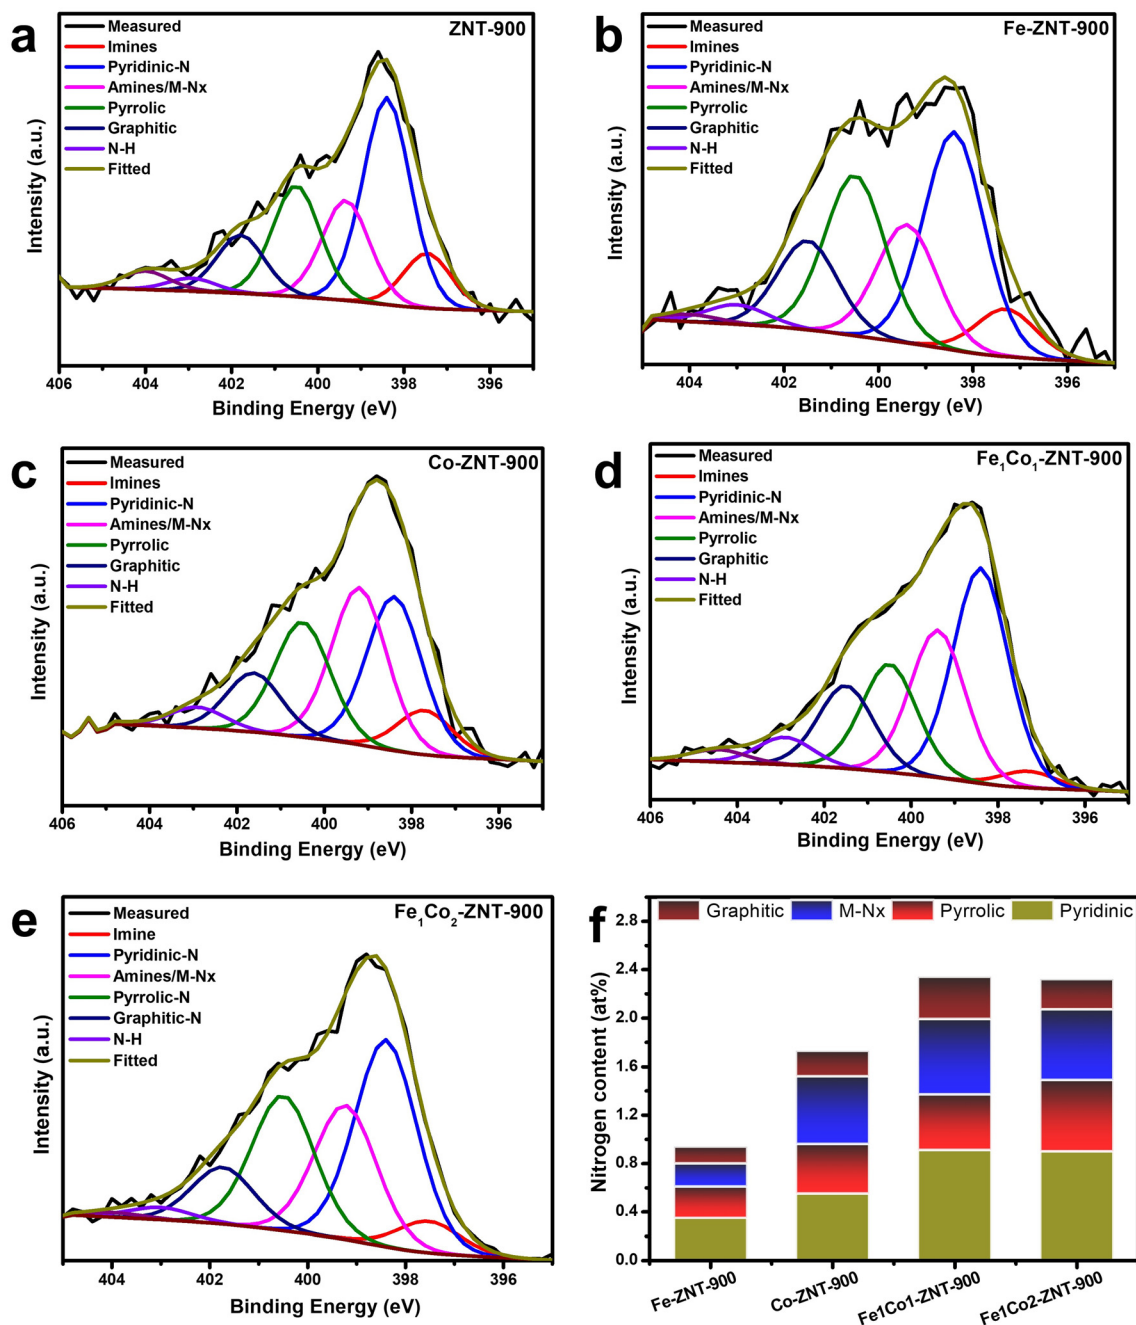 a
ZNT-900
Measured
Imines
Pyridinic-N
Amines/M-Nx
Pyrrolic
Graphitic
N-H
Fitted
Intensity (a.u.)
406 404 402 400 398 396
Binding Energy (eV)
b
Fe-ZNT-900
Measured
Imines
Pyridinic-N
Amines/M-Nx
Pyrrolic
Graphitic
N-H
Fitted
Intensity (a.u.)
404 402 400 398 396
Binding Energy (eV)
c
Co-ZNT-900
Measured
Imines
Pyridinic-N
Amines/M-Nx
Pyrrolic
Graphitic
N-H
Fitted
Intensity (a.u.)
406 404 402 400 398 396
Binding Energy (eV)
d
Fe₁Co₁-ZNT-900
Measured
Imines
Pyridinic-N
Amines/M-Nx
Pyrrolic
Graphitic
N-H
Fitted
Intensity (a.u.)
406 404 402 400 398 396
Binding Energy (eV)
e
Fe₁Co₂-ZNT-900
Measured
Imine
Pyridinic-N
Amines/M-Nx
Pyrrolic-N
Graphitic-N
N-H
Fitted
Intensity (a.u.)
404 402 400 398 396
Binding Energy (eV)
f
Graphitic M-Nx Pyrrolic Pyridinic
Nitrogen content (at%)
2.8
2.4
2.0
1.6
1.2
0.8
0.4
0.0
Fe-ZNT-900 Co-ZNT-900 Fe1Co1-ZNT-900 Fe1Co2-ZNT-900